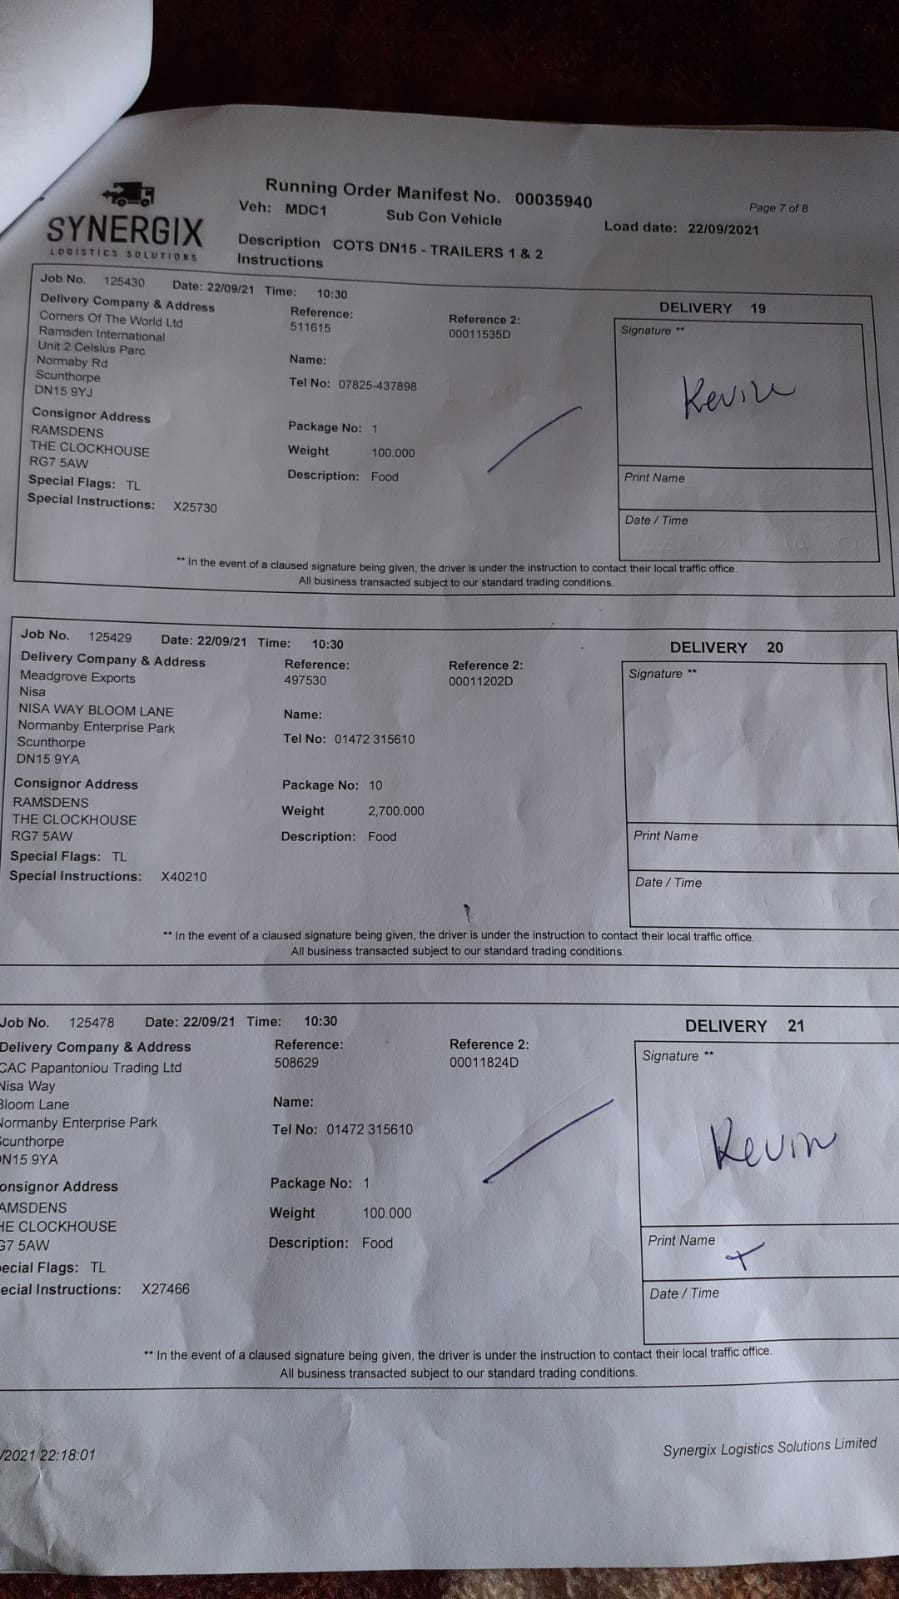 SYNERGIX
LOGISTICS SOLUTIONS
Running Order Manifest No. 00035940
Page 7 of 8
Veh: MDC1 Sub Con Vehicle
Load date: 22/09/2021
Description COTS DN15 - TRAILERS 1 & 2
Instructions
Job No. 125430 Date: 22/09/21 Time: 10:30
DELIVERY 19
Delivery Company & Address
Corners Of The World Ltd
Ramsden International
Unit 2 Celsius Parc
Normaby Rd
Scunthorpe
DN15 9YJ
Consignor Address
RAMSDENS
THE CLOCKHOUSE
RG7 5AW
Special Flags: TL
Special Instructions: X25730
Reference:
511615
Reference 2:
00011535D
Name:
Tel No: 07825-437898
Package No: 1
Weight 100.000
Description: Food
Signature **
Kevin
Print Name
Date / Time
** In the event of a claused signature being given, the driver is under the instruction to contact their local traffic office.
All business transacted subject to our standard trading conditions.
Job No. 125429 Date: 22/09/21 Time: 10:30
DELIVERY 20
Delivery Company & Address
Meadgrove Exports
Nisa
NISA WAY BLOOM LANE
Normanby Enterprise Park
Scunthorpe
DN15 9YA
Consignor Address
RAMSDENS
THE CLOCKHOUSE
RG7 5AW
Special Flags: TL
Special Instructions: X40210
Reference:
497530
Reference 2:
00011202D
Name:
Tel No: 01472 315610
Package No: 10
Weight 2,700.000
Description: Food
Signature **
Print Name
Date / Time
** In the event of a claused signature being given, the driver is under the instruction to contact their local traffic office.
All business transacted subject to our standard trading conditions.
Job No. 125478 Date: 22/09/21 Time: 10:30
DELIVERY 21
Delivery Company & Address
CAC Papantoniou Trading Ltd
Nisa Way
Bloom Lane
Normanby Enterprise Park
Scunthorpe
DN15 9YA
onsignor Address
AMSDENS
HE CLOCKHOUSE
G7 5AW
ecial Flags: TL
ecial Instructions: X27466
Reference:
508629
Reference 2:
00011824D
Name:
Tel No: 01472 315610
Package No: 1
Weight 100.000
Description: Food
Signature **
Kevin
Print Name
Date / Time
** In the event of a claused signature being given, the driver is under the instruction to contact their local traffic office.
All business transacted subject to our standard trading conditions.
/2021 22:18:01
Synergix Logistics Solutions Limited